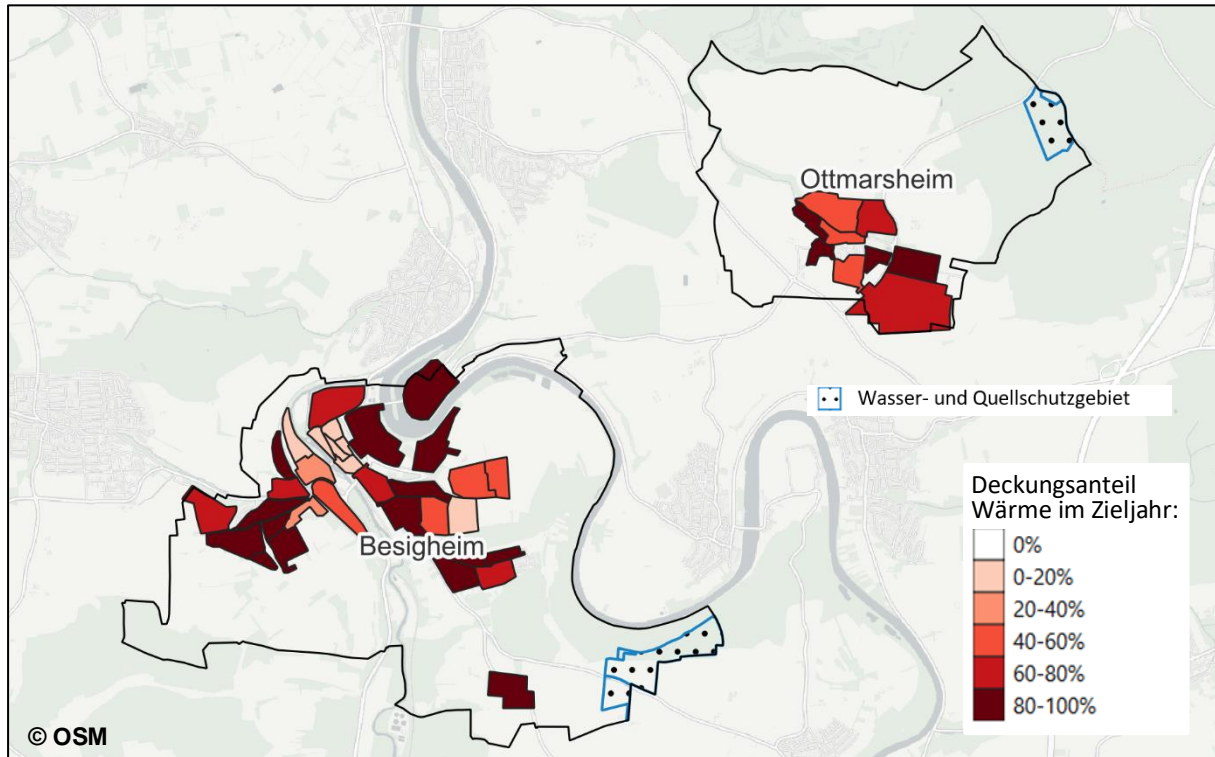 Ottmarsheim
Wasser- und Quellschutzgebiet
Deckungsanteil
Wärme im Zieljahr:
0%
0-20%
20-40%
40-60%
60-80%
80-100%
Besigheim
© OSM